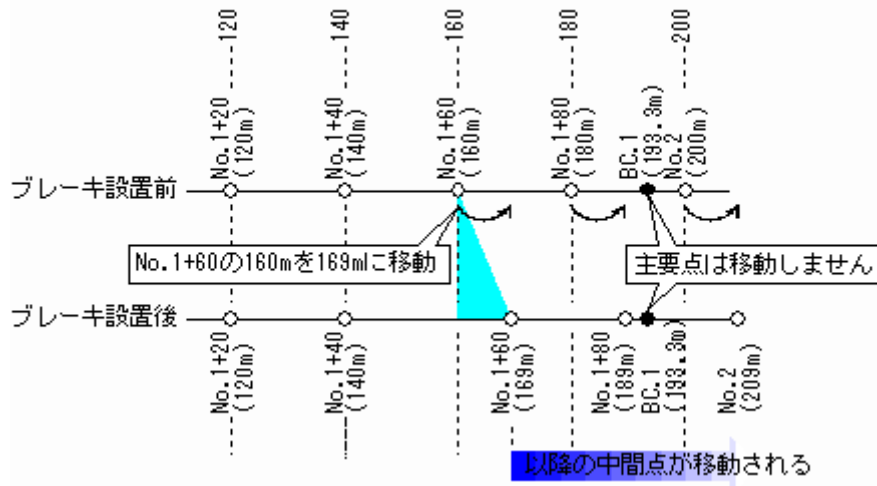 -120
-140
-160
-180
-200
No.1+20
(120m)
No.1+40
(140m)
No.1+60
(160m)
No.1+80
(180m)
BC.1
(193.3m)
No.2
(200m)
ブレーキ設置前
No.1+60の160mを169mに移動
主要点は移動しません
ブレーキ設置後
No.1+20
(120m)
No.1+40
(140m)
No.1+60
(169m)
No.1+80
(189m)
BC.1
(193.3m)
No.2
(209m)
以降の中間点が移動される